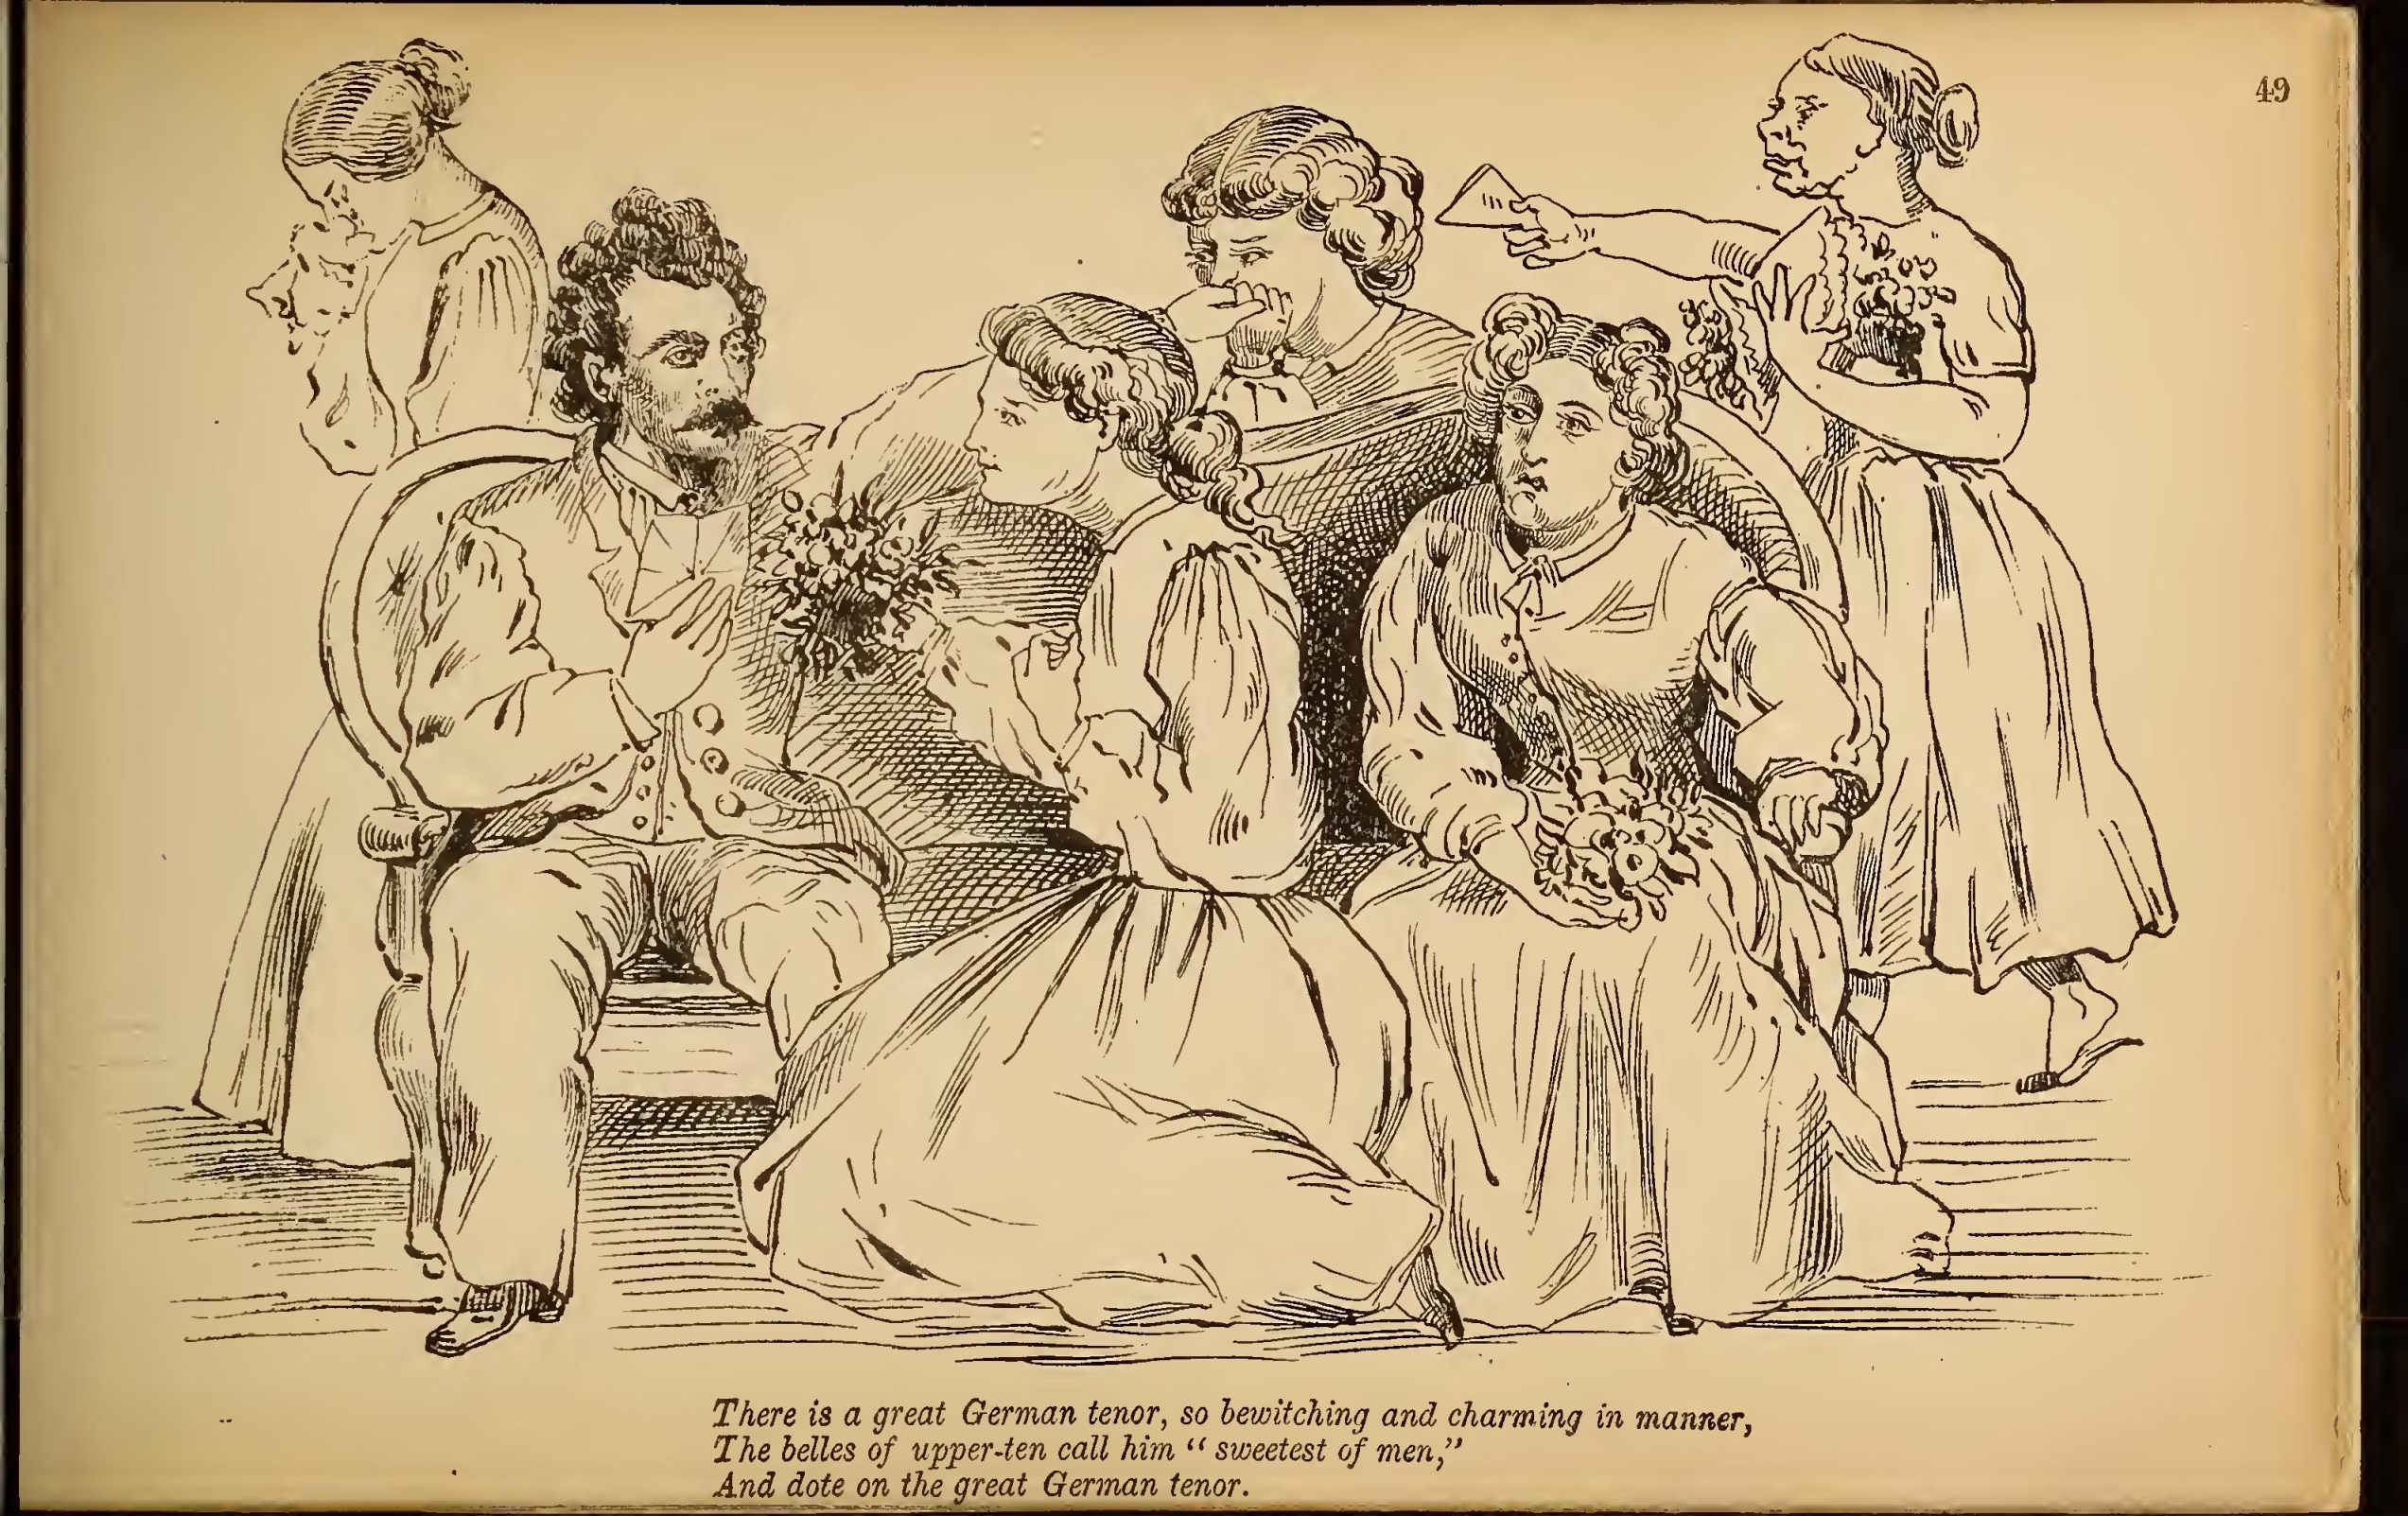 49
There is a great German tenor, so bewitching and charming in manner,
The belles of upper-ten call him “ sweetest of men,”
And dote on the great German tenor.